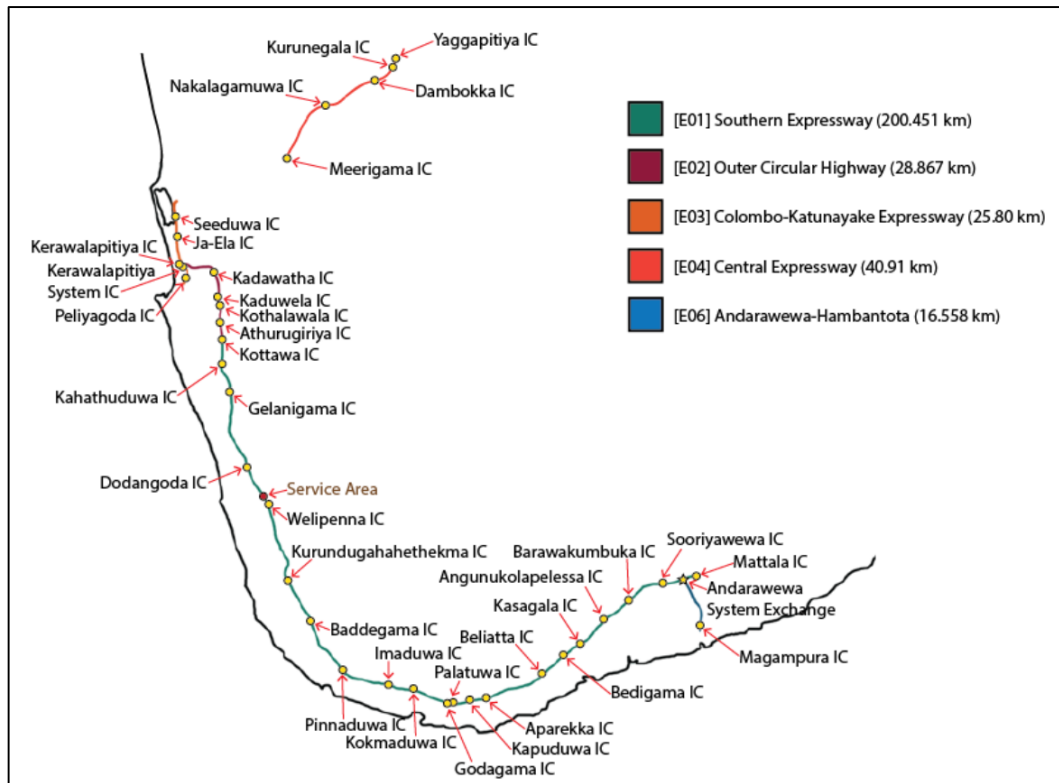 Yaggapitiya IC
Kurunegala IC
Nakalagamuwa IC
Dambokka IC
Meerigama IC
[E01] Southern Expressway (200.451 km)
[E02] Outer Circular Highway (28.867 km)
[E03] Colombo-Katunayake Expressway (25.80 km)
[E04] Central Expressway (40.91 km)
[E06] Andarawewa-Hambantota (16.558 km)
Seeduwa IC
Ja-Ela IC
Kerawalapitiya IC
Kerawalapitiya
System IC
Peliyagoda IC
Kadawatha IC
Kaduwela IC
Kothalawala IC
Athurugiriya IC
Kottawa IC
Kahathuduwa IC
Gelanigama IC
Dodangoda IC
Service Area
Welipenna IC
Kurundugahahethekma IC
Baddegama IC
Pinnaduwa IC
Imaduwa IC
Kokmaduwa IC
Palatuwa IC
Godagama IC
Kapuduwa IC
Aparekka IC
Beliatta IC
Bedigama IC
Kasagala IC
Angunukolapelessa IC
Barawakumbuka IC
Sooriyawewa IC
Mattala IC
Andarawewa
System Exchange
Magampura IC